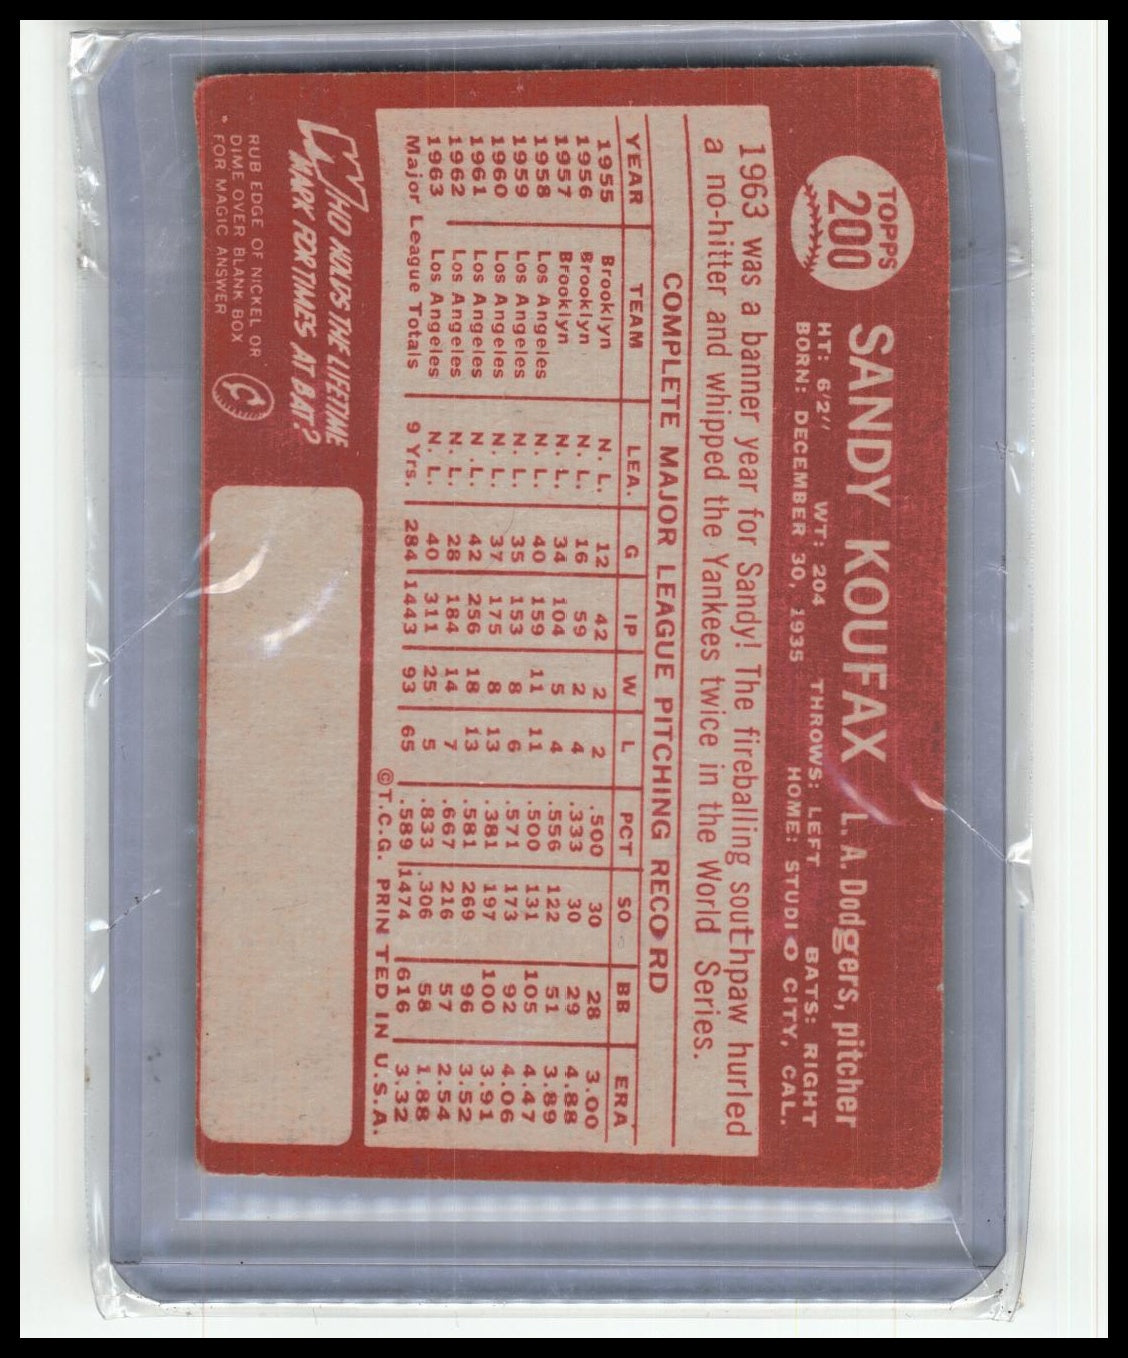 TOPPS
200
SANDY KOUFAX L. A. Dodgers, pitcher
HT: 6'2" WT: 204 THROWS: LEFT BATS: RIGHT
BORN: DECEMBER 30, 1935 HOME: STUDIO CITY, CAL.
1963 was a banner year for Sandy! The fireballing southpaw hurled
a no-hitter and whipped the Yankees twice in the World Series.
COMPLETE MAJOR LEAGUE PITCHING RECORD
YEAR TEAM LEA. G IP W L PCT SO BB ERA
1955 Brooklyn N. L. 12 42 2 2 .500 30 28 3.00
1956 Brooklyn N. L. 16 59 2 4 .333 30 29 4.88
1957 Brooklyn N. L. 34 104 5 4 .556 122 51 3.89
1958 Los Angeles N. L. 40 159 11 11 .500 131 105 4.47
1959 Los Angeles N. L. 35 153 8 6 .571 173 92 4.06
1960 Los Angeles N. L. 37 175 8 13 .381 197 100 3.91
1961 Los Angeles N. L. 42 256 18 13 .581 269 96 3.52
1962 Los Angeles N. L. 28 184 14 7 .667 216 57 2.54
1963 Los Angeles N. L. 40 311 25 5 .833 306 58 1.88
Major League Totals 9 Yrs. 284 1443 93 65 .589 1474 616 3.32
©T.C.G. PRINTED IN U.S.A.
WHO HOLDS THE LIFETIME
MARK FOR TIMES AT BAT?
RUB EDGE OF NICKEL OR
DIME OVER BLANK BOX
FOR MAGIC ANSWER
C